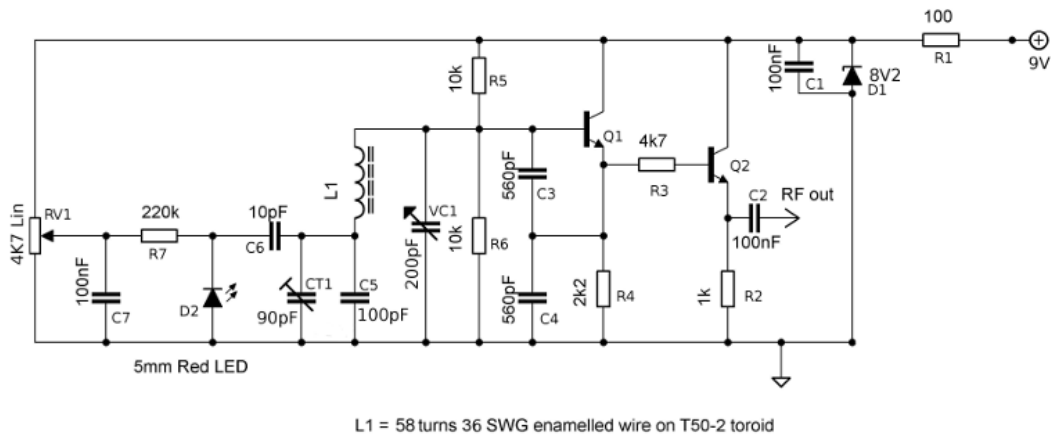 100
R1
9V
100nF
C1
8V2
D1
10k
R5
Q1
4k7
R3
Q2
C2
RF out
100nF
L1
560pF
C3
VC1
200pF
10k
R6
4K7 Lin
RV1
220k
R7
10pF
C6
100nF
C7
D2
CT1
90pF
C5
100pF
560pF
C4
2k2
R4
1k
R2
5mm Red LED
L1 = 58 turns 36 SWG enamelled wire on T50-2 toroid